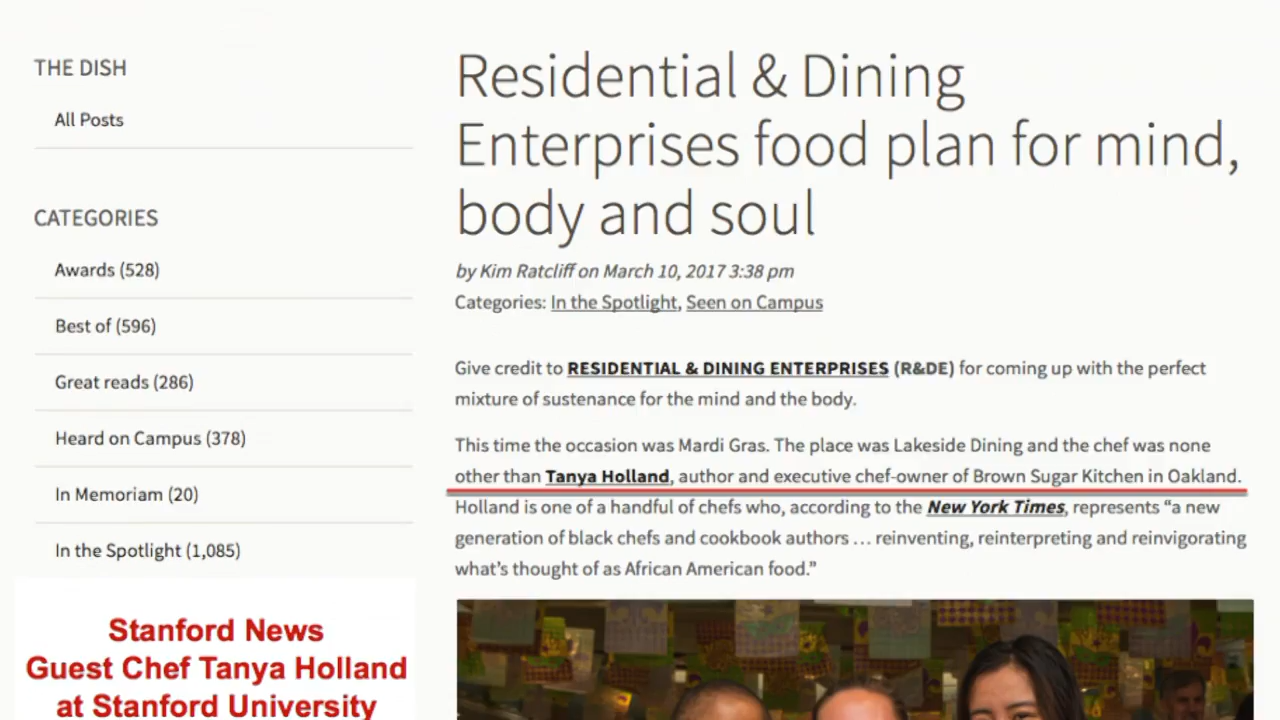 THE DISH
All Posts
CATEGORIES
Awards (528)
Best of (596)
Great reads (286)
Heard on Campus (378)
In Memoriam (20)
In the Spotlight (1,085)
Stanford News
Guest Chef Tanya Holland
at Stanford University
Residential & Dining
Enterprises food plan for mind,
body and soul
by Kim Ratcliff on March 10, 2017 3:38 pm
Categories: In the Spotlight, Seen on Campus
Give credit to RESIDENTIAL & DINING ENTERPRISES (R&DE) for coming up with the perfect
mixture of sustenance for the mind and the body.
This time the occasion was Mardi Gras. The place was Lakeside Dining and the chef was none
other than Tanya Holland, author and executive chef-owner of Brown Sugar Kitchen in Oakland.
Holland is one of a handful of chefs who, according to the New York Times, represents “a new
generation of black chefs and cookbook authors … reinventing, reinterpreting and reinvigorating
what’s thought of as African American food.”